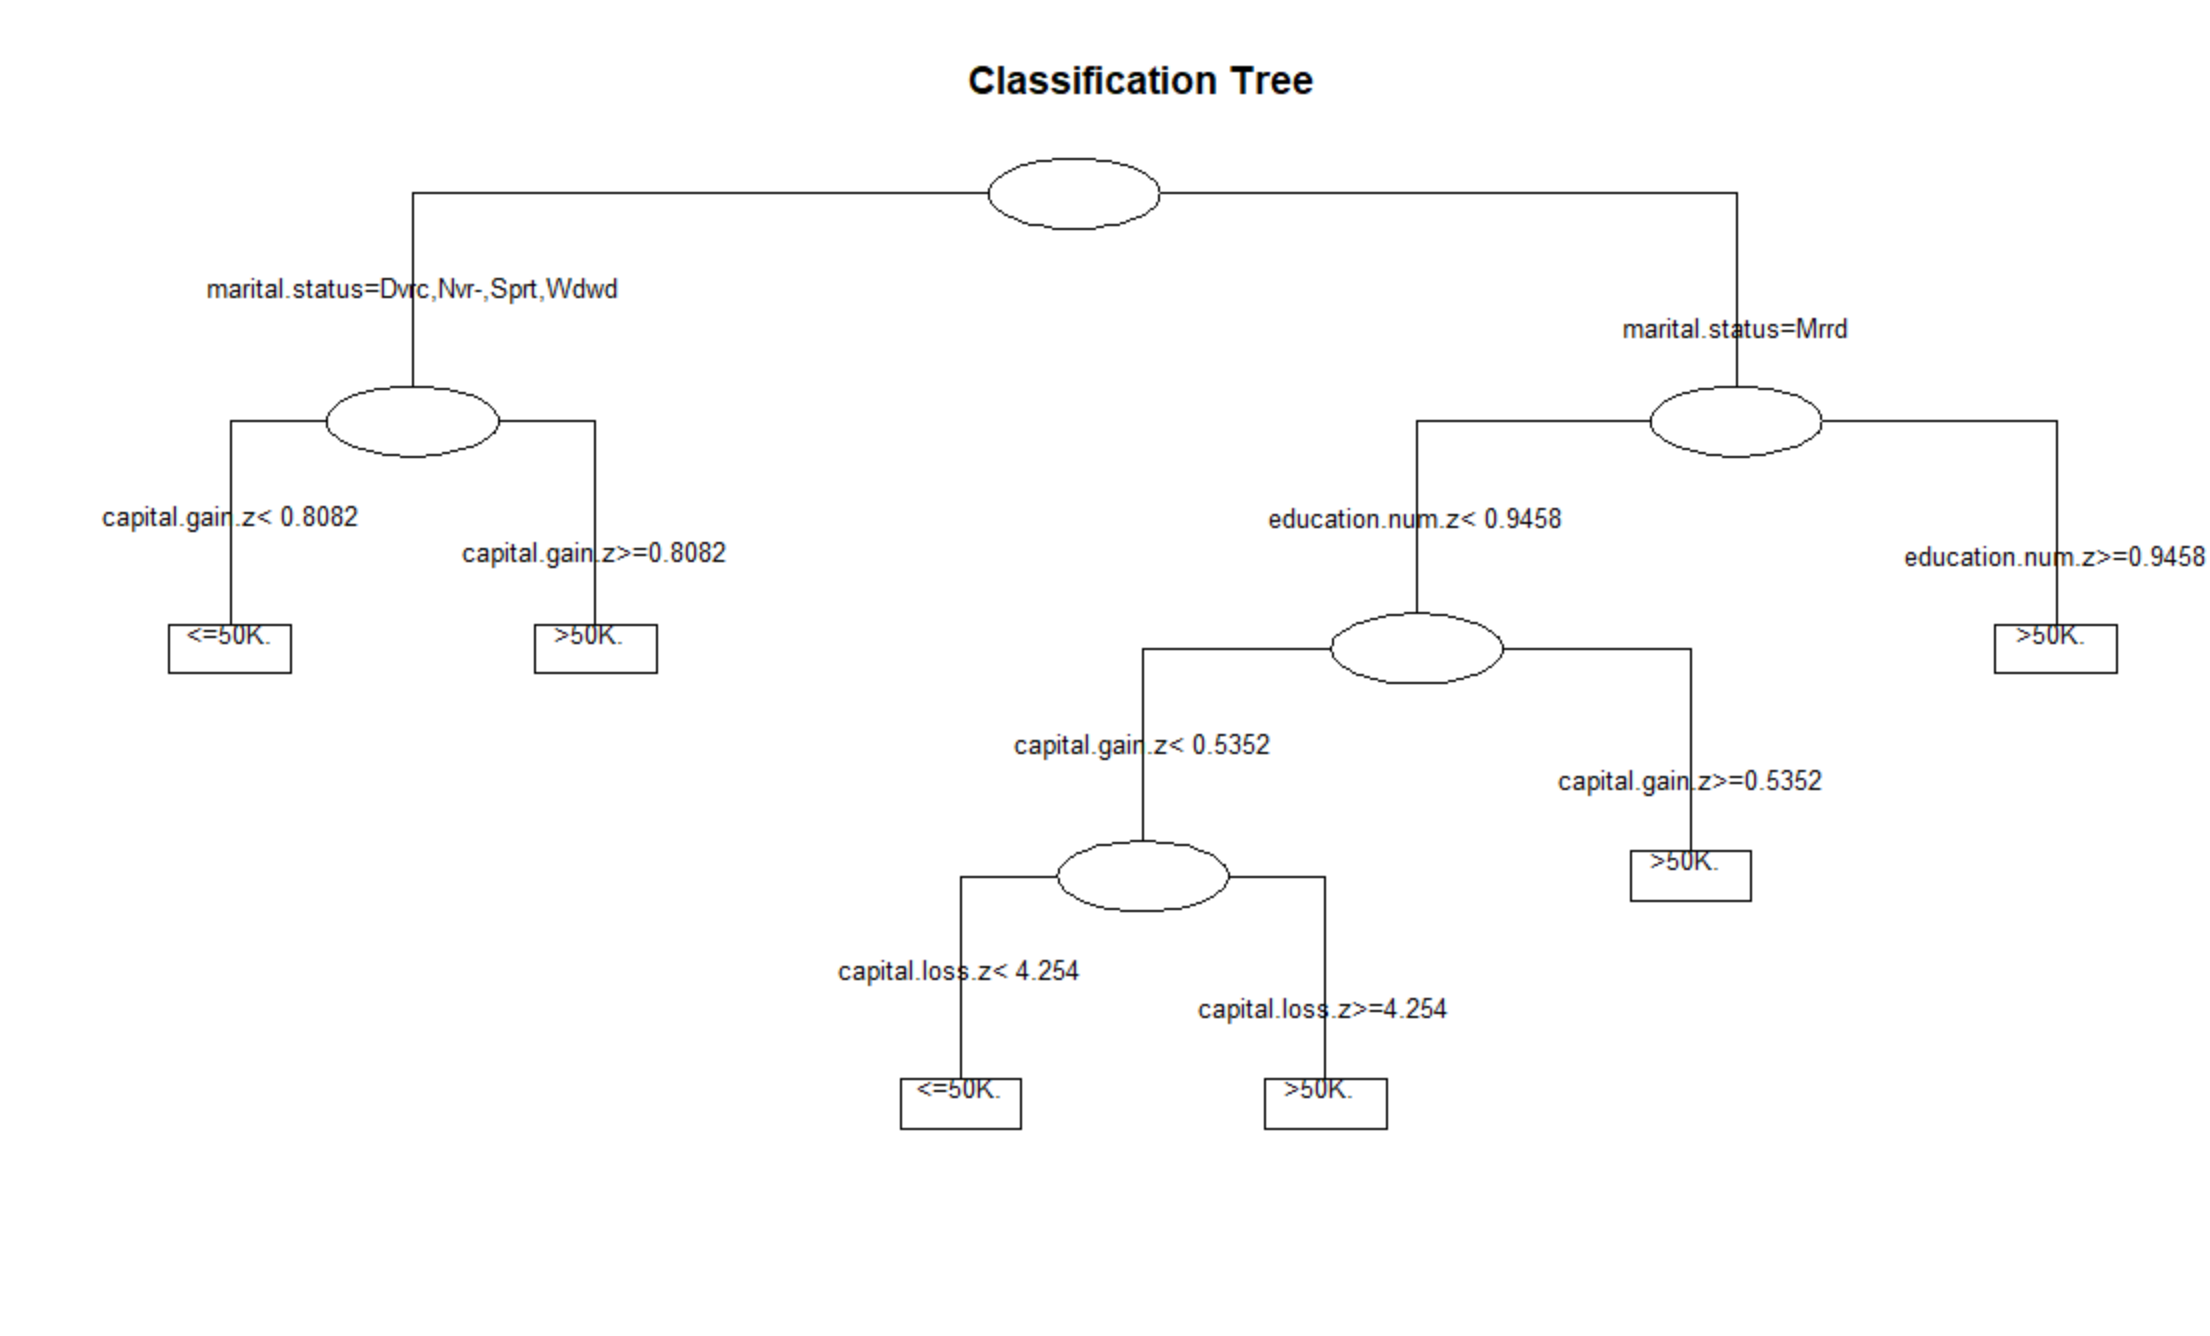 Classification Tree
marital.status=Dvrc,Nvr-,Sprt,Wdwd
marital.status=Mrrd
capital.gain.z< 0.8082
education.num.z< 0.9458
capital.gain.z>=0.8082
education.num.z>=0.9458
<=50K.
>50K.
>50K.
capital.gain.z< 0.5352
capital.gain.z>=0.5352
>50K.
capital.loss.z< 4.254
capital.loss.z>=4.254
<=50K.
>50K.